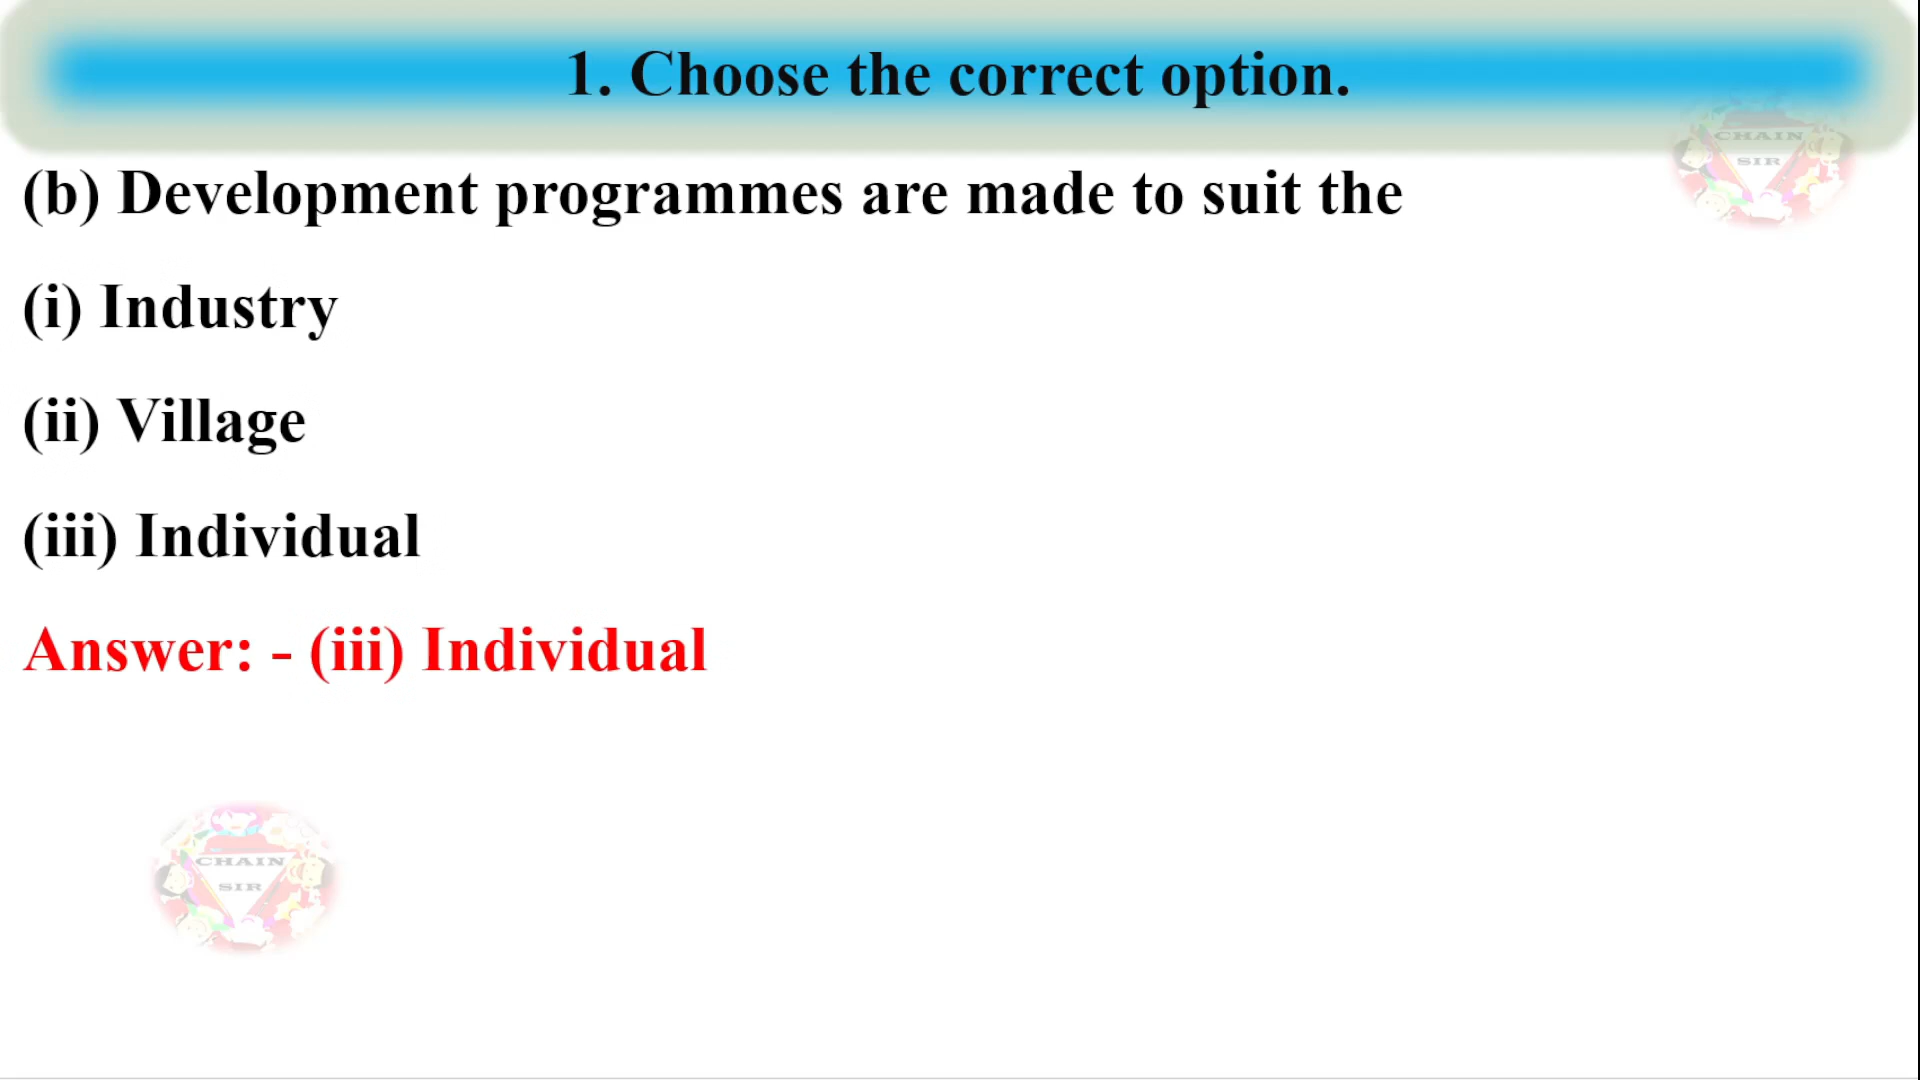 1. Choose the correct option.
CHAIN
SIR
(b) Development programmes are made to suit the
(i) Industry
(ii) Village
(iii) Individual
Answer: - (iii) Individual
CHAIN
SIR